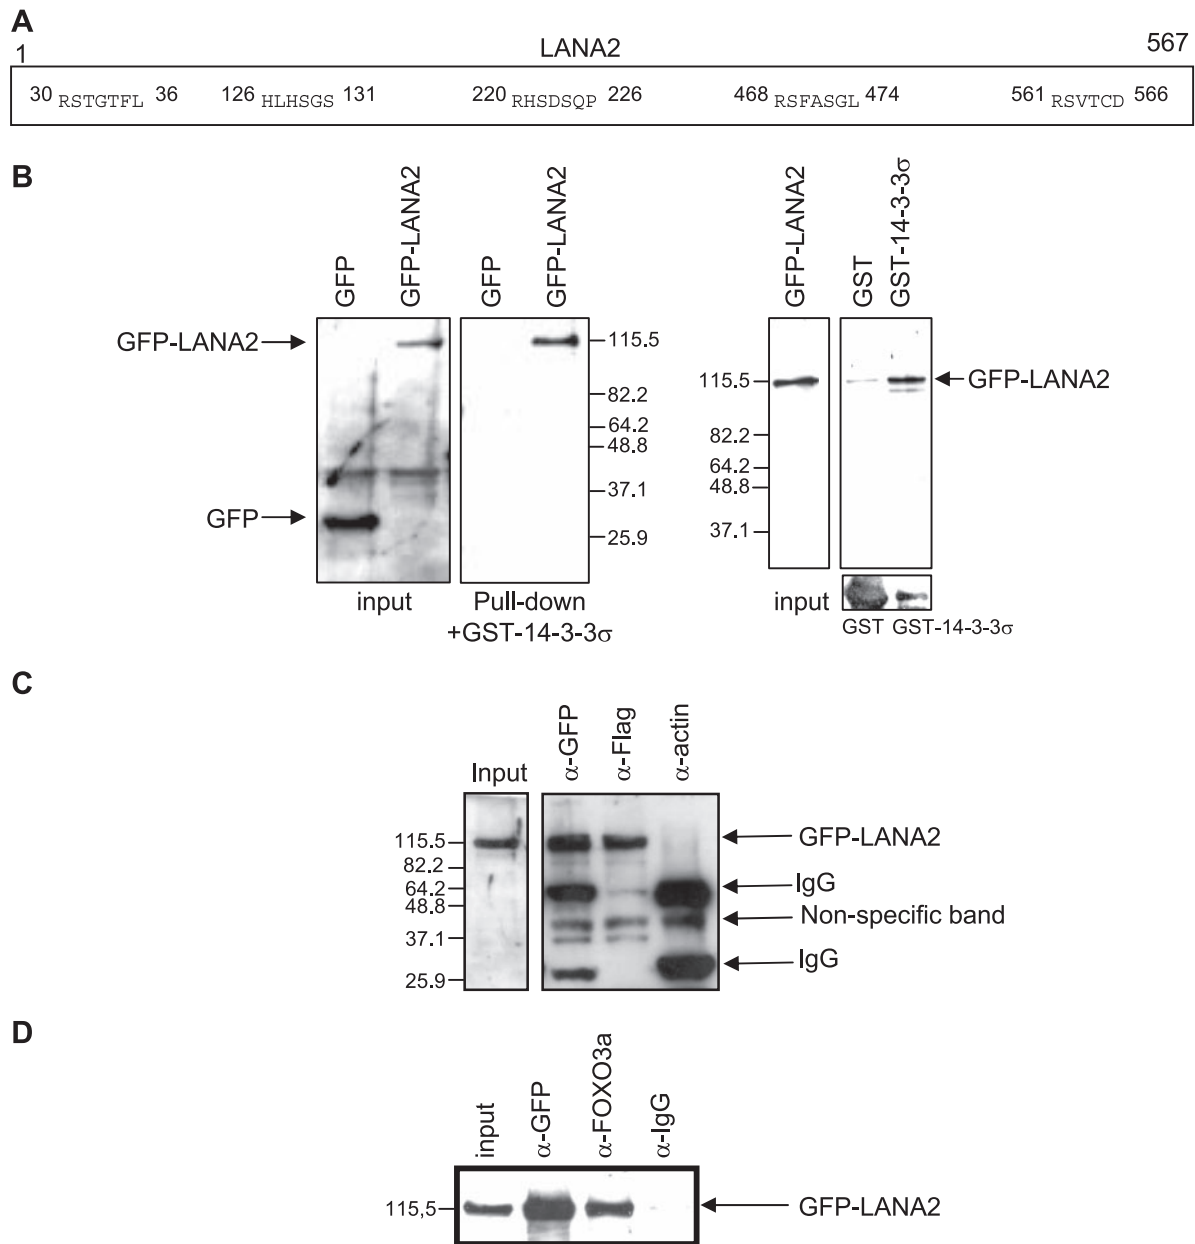 A
1 LANA2 567
30 RSTGTFL 36 126 HLHSGS 131 220 RHSDSQP 226 468 RSFASGL 474 561 RSVTCD 566
B
GFP
GFP-LANA2
GFP
GFP-LANA2
GFP-LANA2
GFP
115.5
82.2
64.2
48.8
37.1
25.9
input
Pull-down
+GST-14-3-3σ
GFP-LANA2
GST
GST-14-3-3σ
115.5
82.2
64.2
48.8
37.1
GFP-LANA2
input
GST GST-14-3-3σ
C
Input
α-GFP
α-Flag
α-actin
115.5
82.2
64.2
48.8
37.1
25.9
GFP-LANA2
IgG
Non-specific band
IgG
D
input
α-GFP
α-FOXO3a
α-IgG
115,5
GFP-LANA2